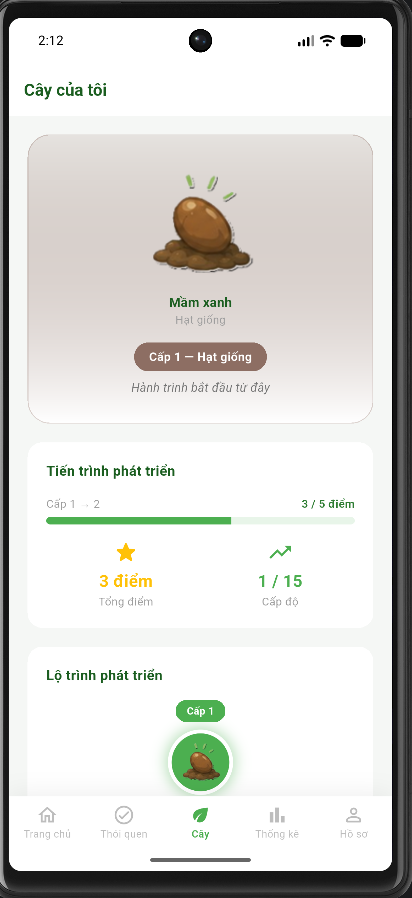 2:12
Cây của tôi
Mầm xanh
Hạt giống
Cấp 1 — Hạt giống
Hành trình bắt đầu từ đây
Tiến trình phát triển
Cấp 1 → 2
3 / 5 điểm
3 điểm
1 / 15
Tổng điểm
Cấp độ
Lộ trình phát triển
Cấp 1
Trang chủ
Thói quen
Cây
Thống kê
Hồ sơ